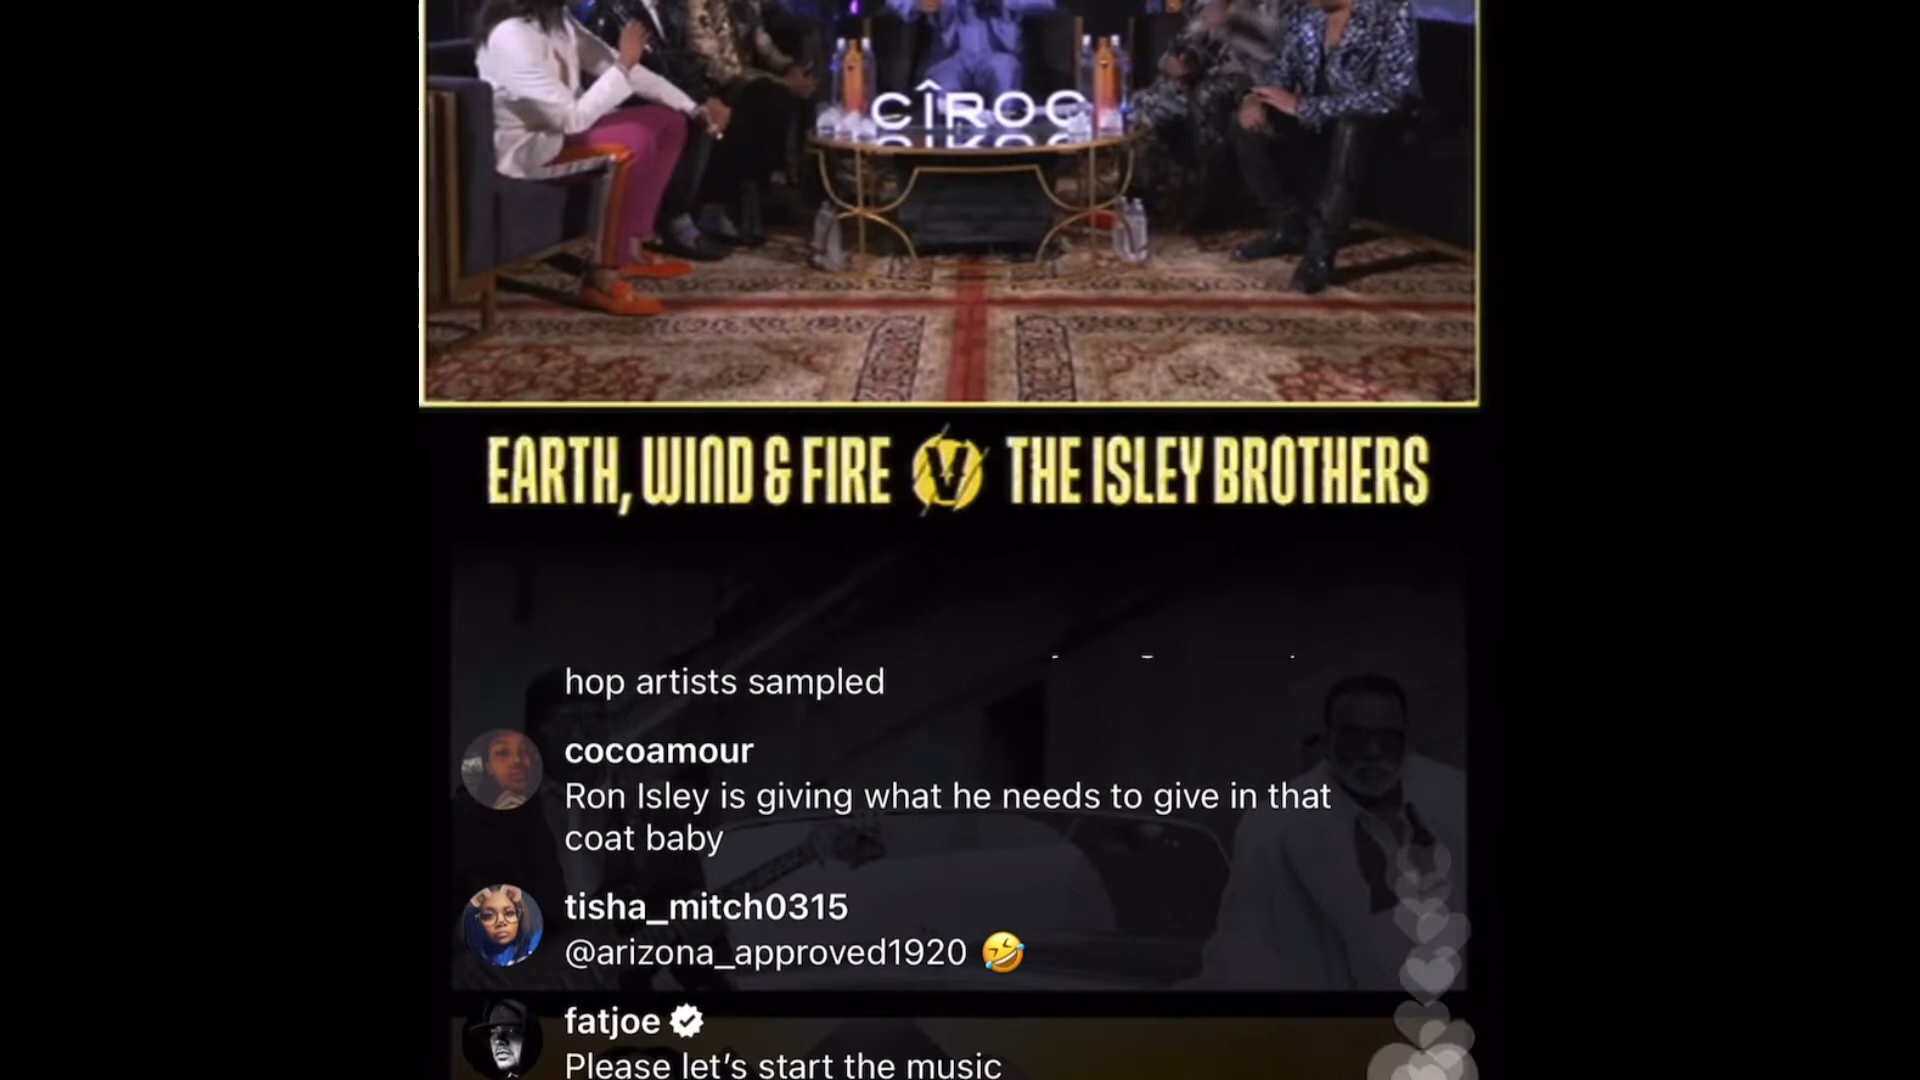 CÎROC
EARTH, WIND & FIRE V THE ISLEY BROTHERS
hop artists sampled
cocoamour
Ron Isley is giving what he needs to give in that
coat baby
tisha_mitch0315
@arizona_approved1920 🤣
fatjoe
Please let's start the music